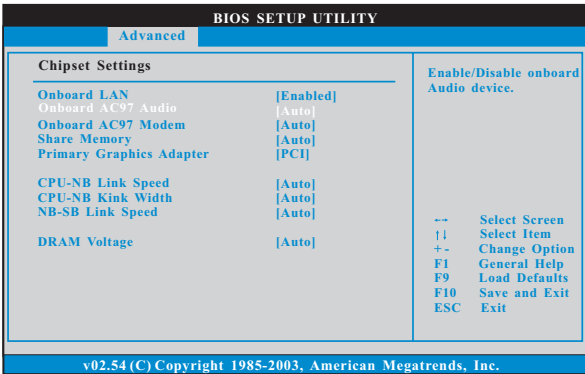 BIOS SETUP UTILITY
Advanced
Chipset Settings
Onboard LAN [Enabled]
Onboard AC97 Audio [Auto]
Onboard AC97 Modem [Auto]
Share Memory [Auto]
Primary Graphics Adapter [PCI]
CPU-NB Link Speed [Auto]
CPU-NB Kink Width [Auto]
NB-SB Link Speed [Auto]
DRAM Voltage [Auto]
Enable/Disable onboard
Audio device.
←→ Select Screen
↑↓ Select Item
+ - Change Option
F1 General Help
F9 Load Defaults
F10 Save and Exit
ESC Exit
v02.54 (C) Copyright 1985-2003, American Megatrends, Inc.